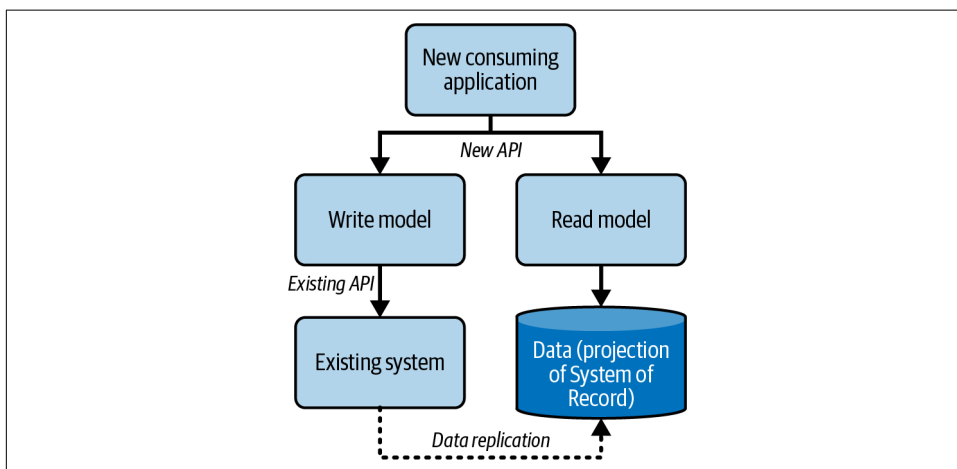 New consuming
application
New API
Write model
Read model
Existing API
Existing system
Data (projection
of System of
Record)
Data replication